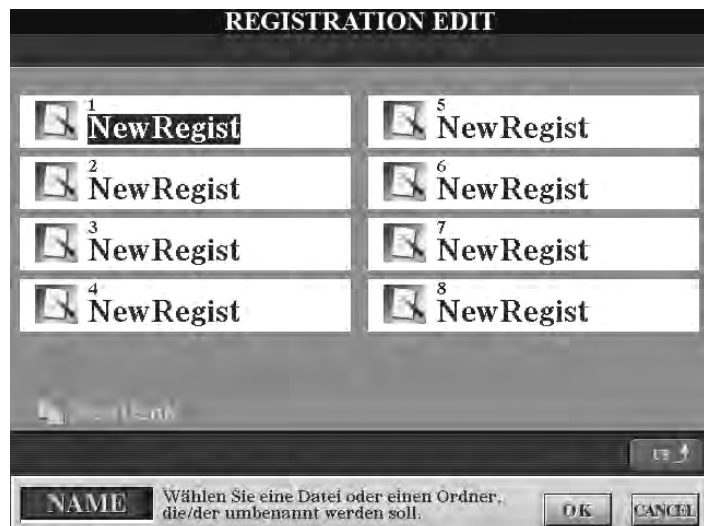 REGISTRATION EDIT
1
NewRegist
2
NewRegist
3
NewRegist
4
NewRegist
5
NewRegist
6
NewRegist
7
NewRegist
8
NewRegist
UP
NAME
Wählen Sie eine Datei oder einen Ordner,
die/der umbenannt werden soll.
OK
CANCEL